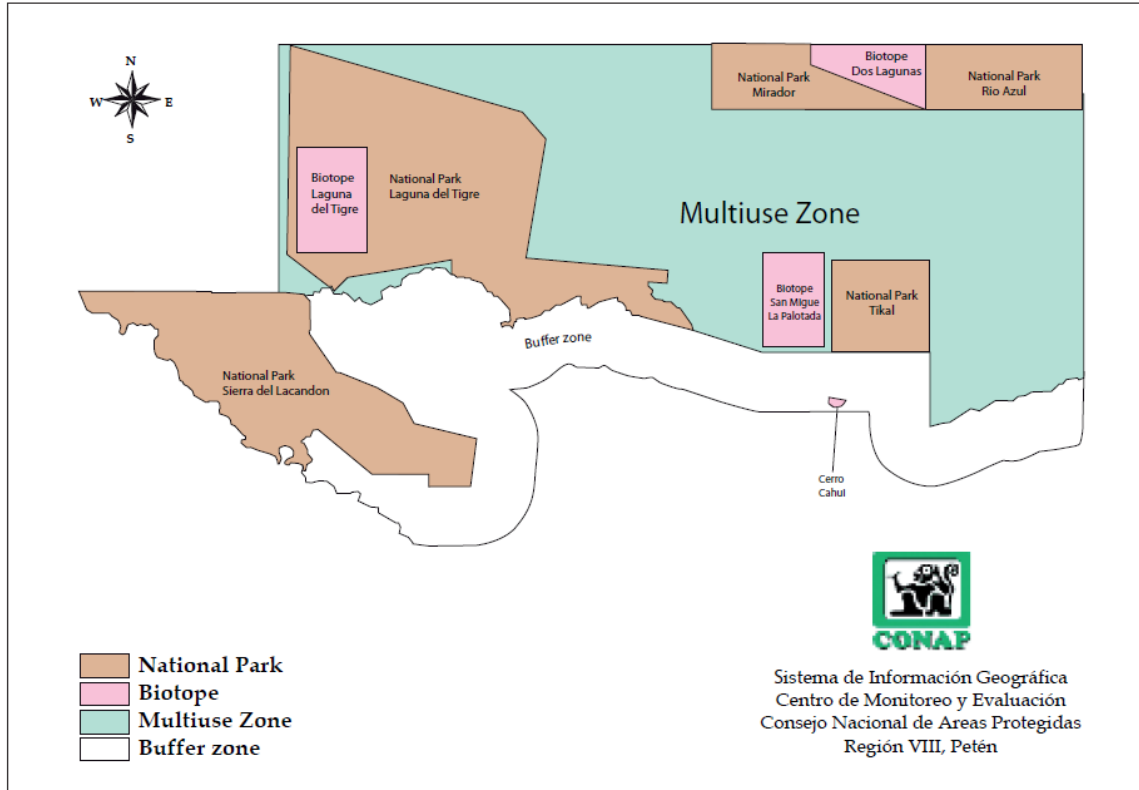 N
W
E
S
National Park
Mirador
Biotope
Dos Lagunas
National Park
Rio Azul
Biotope
Laguna
del Tigre
National Park
Laguna del Tigre
Multiuse Zone
Biotope
San Migue
La Palotada
National Park
Tikal
Buffer zone
National Park
Sierra del Lacandon
Cerro
Cahui
CONAP
National Park
Biotope
Multiuse Zone
Buffer zone
Sistema de Información Geográfica
Centro de Monitoreo y Evaluación
Consejo Nacional de Areas Protegidas
Región VIII, Petén